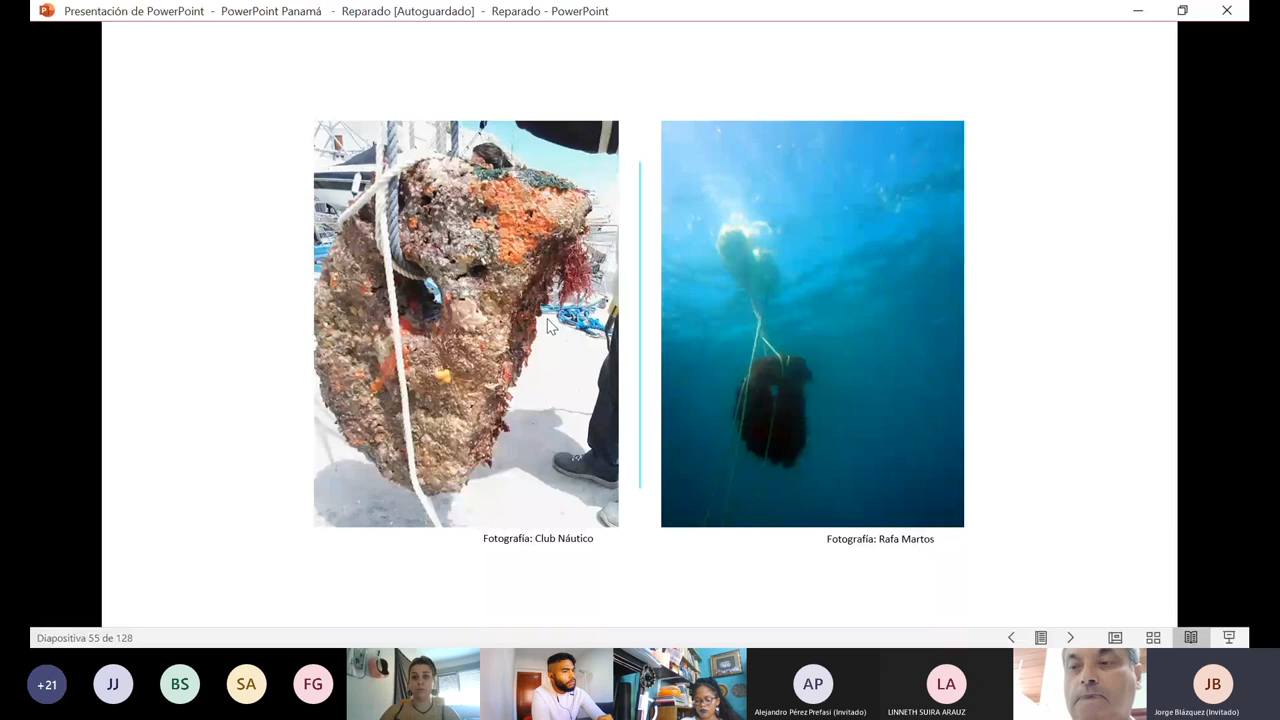 Presentación de PowerPoint - PowerPoint Panamá - Reparado [Autoguardado] - Reparado - PowerPoint
Fotografía: Club Náutico
Fotografía: Rafa Martos
Diapositiva 55 de 128
+21
JJ
BS
SA
FG
AP
LA
JB
Alejandro Pérez Prefasi (Invitado)
LINNETH SUIRA ARAUZ
Jorge Blázquez (Invitado)